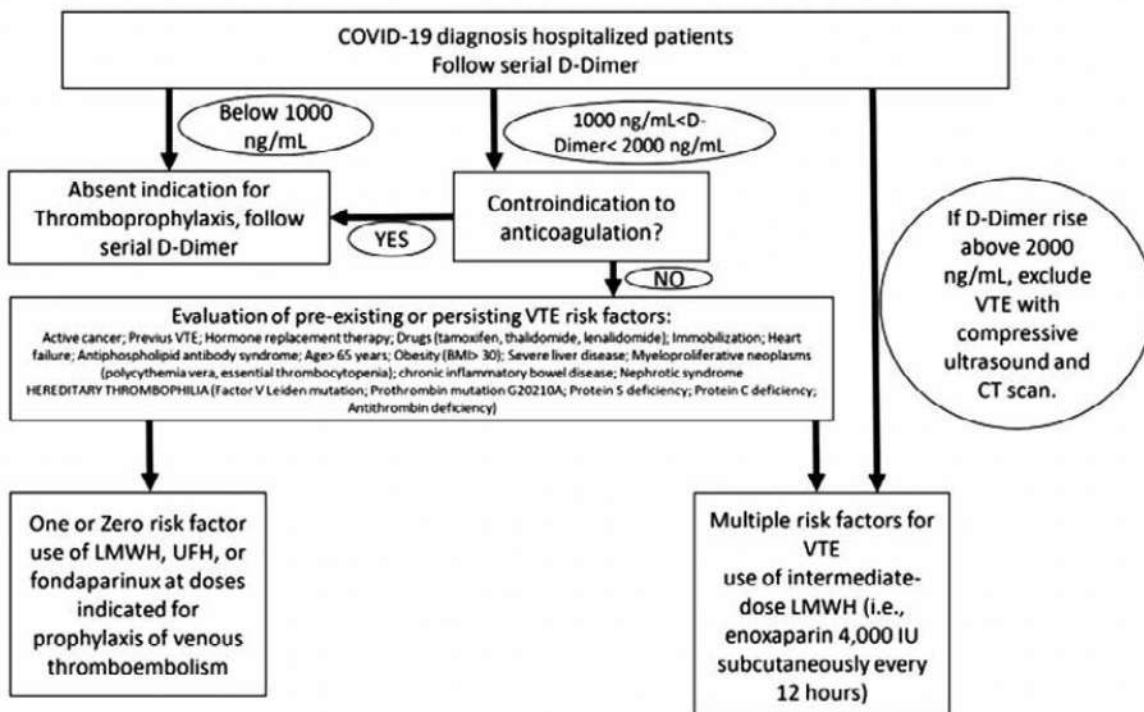 COVID-19 diagnosis hospitalized patients
Follow serial D-Dimer
Below 1000
ng/mL
1000 ng/mL<D-
Dimer< 2000 ng/mL
Absent indication for
Thromboprophylaxis, follow
serial D-Dimer
YES
Controindication to
anticoagulation?
NO
If D-Dimer rise
above 2000
ng/mL, exclude
VTE with
compressive
ultrasound and
CT scan.
Evaluation of pre-existing or persisting VTE risk factors:
Active cancer; Previus VTE; Hormone replacement therapy; Drugs (tamoxifen, thalidomide, lenalidomide); Immobilization; Heart
failure; Antiphospholipid antibody syndrome; Age> 65 years; Obesity (BMI> 30); Severe liver disease; Myeloproliferative neoplasms
(polycythemia vera, essential thrombocytopenia); chronic inflammatory bowel disease; Nephrotic syndrome
HEREDITARY THROMBOPHILIA (Factor V Leiden mutation; Prothrombin mutation G20210A; Protein S deficiency; Protein C deficiency;
Antithrombin deficiency)
One or Zero risk factor
use of LMWH, UFH, or
fondaparinux at doses
indicated for
prophylaxis of venous
thromboembolism
Multiple risk factors for
VTE
use of intermediate-
dose LMWH (i.e.,
enoxaparin 4,000 IU
subcutaneously every
12 hours)